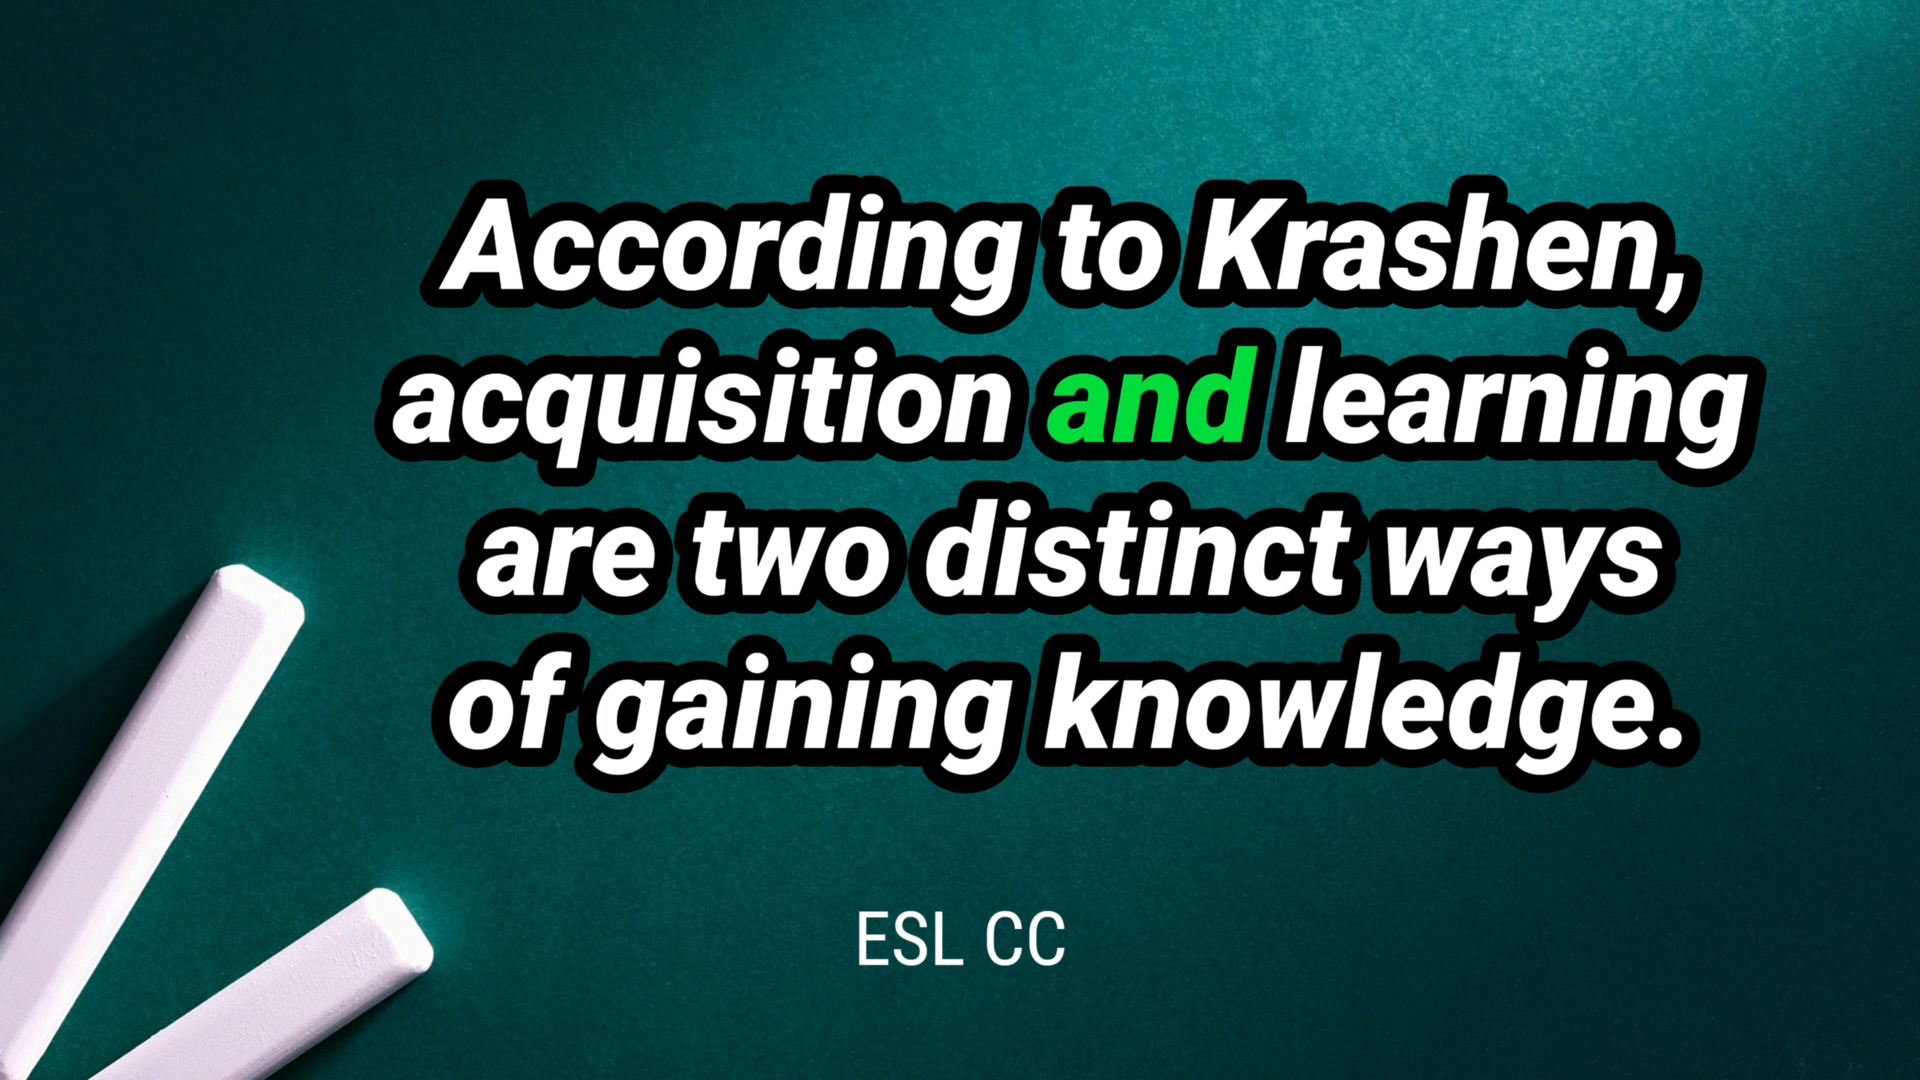 According to Krashen,
acquisition and learning
are two distinct ways
of gaining knowledge.
ESL CC